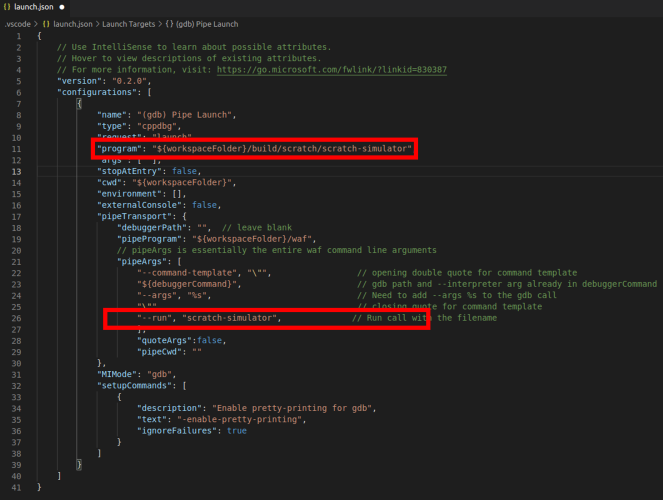 {} launch.json ●
.vscode > {} launch.json > Launch Targets > {} (gdb) Pipe Launch
1 {
2 // Use IntelliSense to learn about possible attributes.
3 // Hover to view descriptions of existing attributes.
4 // For more information, visit: https://go.microsoft.com/fwlink/?linkid=830387
5 "version": "0.2.0",
6 "configurations": [
7 {
8 "name": "(gdb) Pipe Launch",
9 "type": "cppdbg",
10 "request": "launch",
11 "program": "${workspaceFolder}/build/scratch/scratch-simulator"
12 "args": [""],
13 "stopAtEntry": false,
14 "cwd": "${workspaceFolder}",
15 "environment": [],
16 "externalConsole": false,
17 "pipeTransport": {
18 "debuggerPath": "", // leave blank
19 "pipeProgram": "${workspaceFolder}/waf",
20 // pipeArgs is essentially the entire waf command line arguments
21 "pipeArgs": [
22 "--command-template", "\"", // opening double quote for command template
23 "${debuggerCommand}", // gdb path and --interpreter arg already in debuggerCommand
24 "--args", "%s", // Need to add --args %s to the gdb call
25 "\"" // closing quote for command template
26 "--run", "scratch-simulator", // Run call with the filename
],
28 "quoteArgs":false,
29 "pipeCwd": ""
30 },
31 "MIMode": "gdb",
32 "setupCommands": [
33 {
34 "description": "Enable pretty-printing for gdb",
35 "text": "-enable-pretty-printing",
36 "ignoreFailures": true
37 }
38 ]
39 }
40 ]
41 }